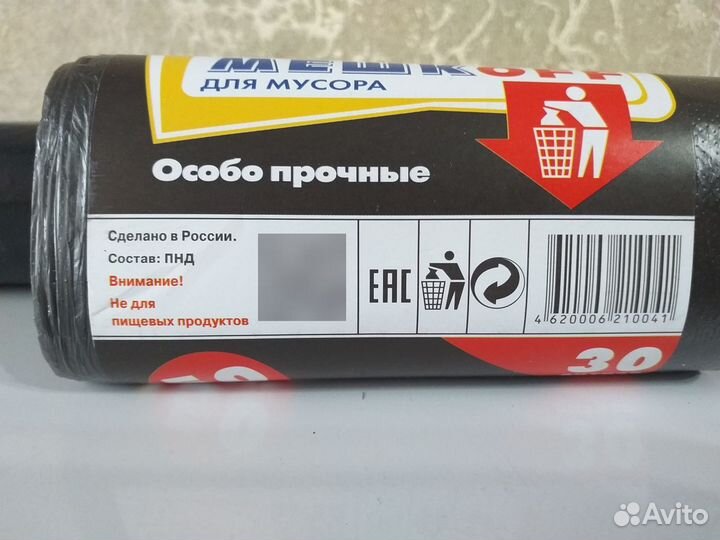 МЕШКOFF
ДЛЯ МУСОРА
Особо прочные
Сделано в России.
Состав: ПНД
Внимание!
Не для
пищевых продуктов
EAC
4 620006 210041
30
Avito